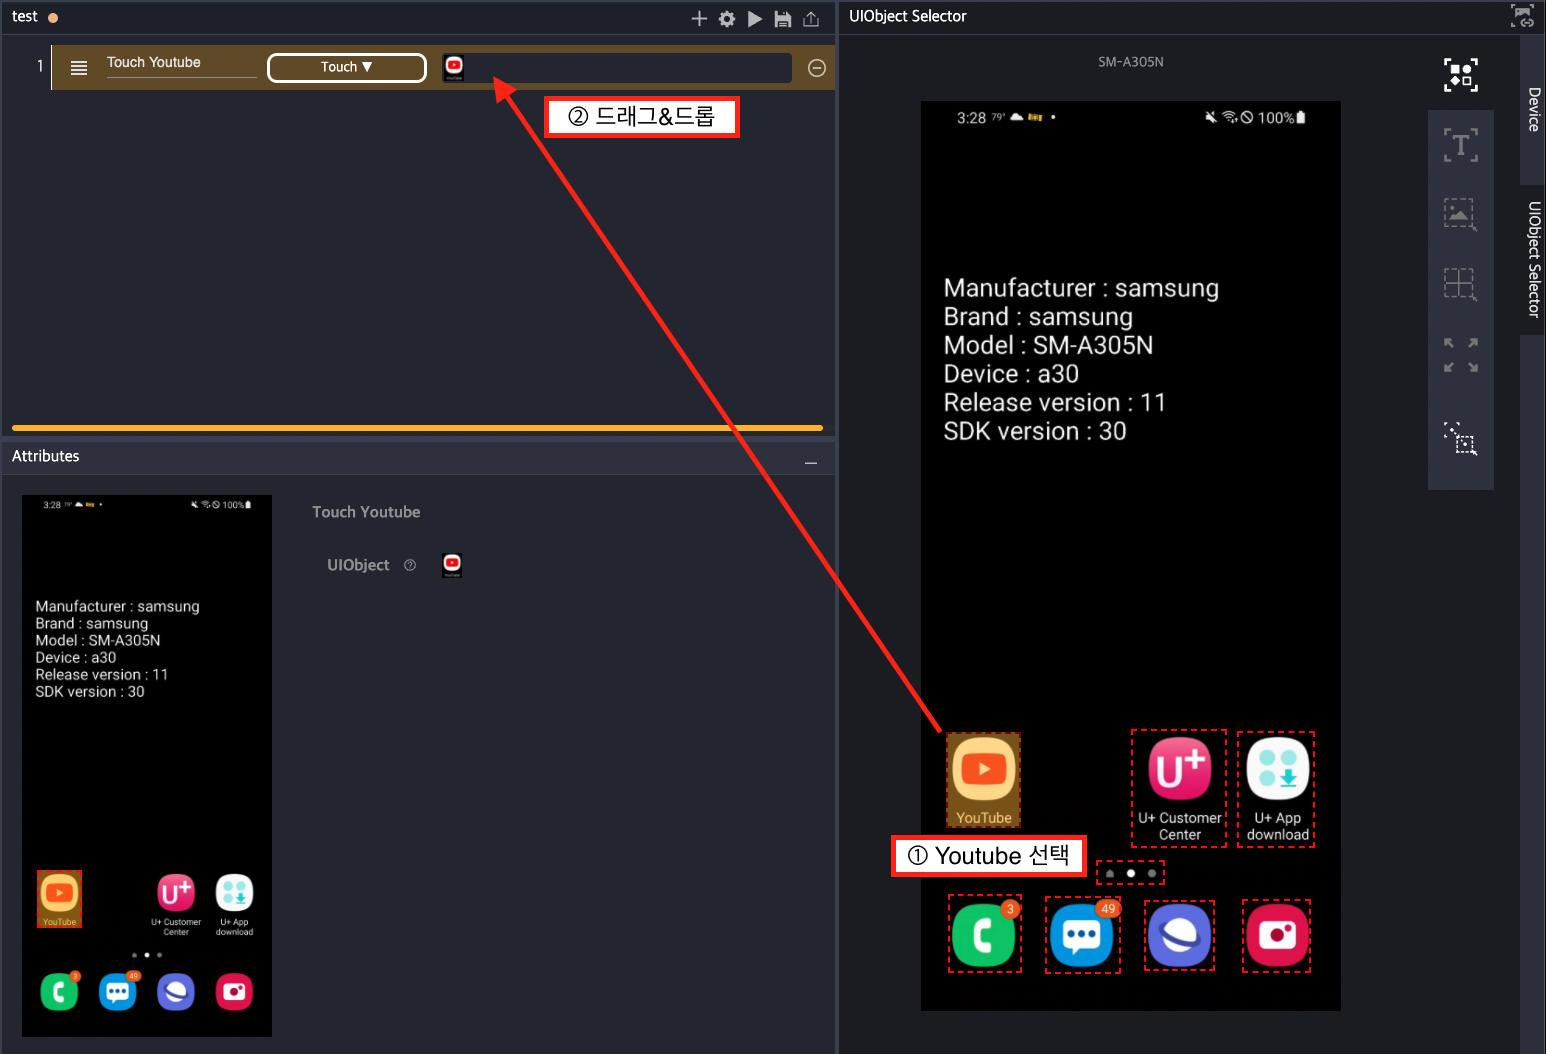 test
UIObject Selector
1
Touch Youtube
Touch ▼
② 드래그&드롭
SM-A305N
Device
UIObject Selector
3:28 79° 100%
Manufacturer : samsung
Brand : samsung
Model : SM-A305N
Device : a30
Release version : 11
SDK version : 30
YouTube
U+
U+ Customer
Center
U+ App
download
① Youtube 선택
3
49
Attributes
3:28 79° 100%
Touch Youtube
UIObject ?
Manufacturer : samsung
Brand : samsung
Model : SM-A305N
Device : a30
Release version : 11
SDK version : 30
YouTube
U+
U+ Customer
Center
U+ App
download
3
49